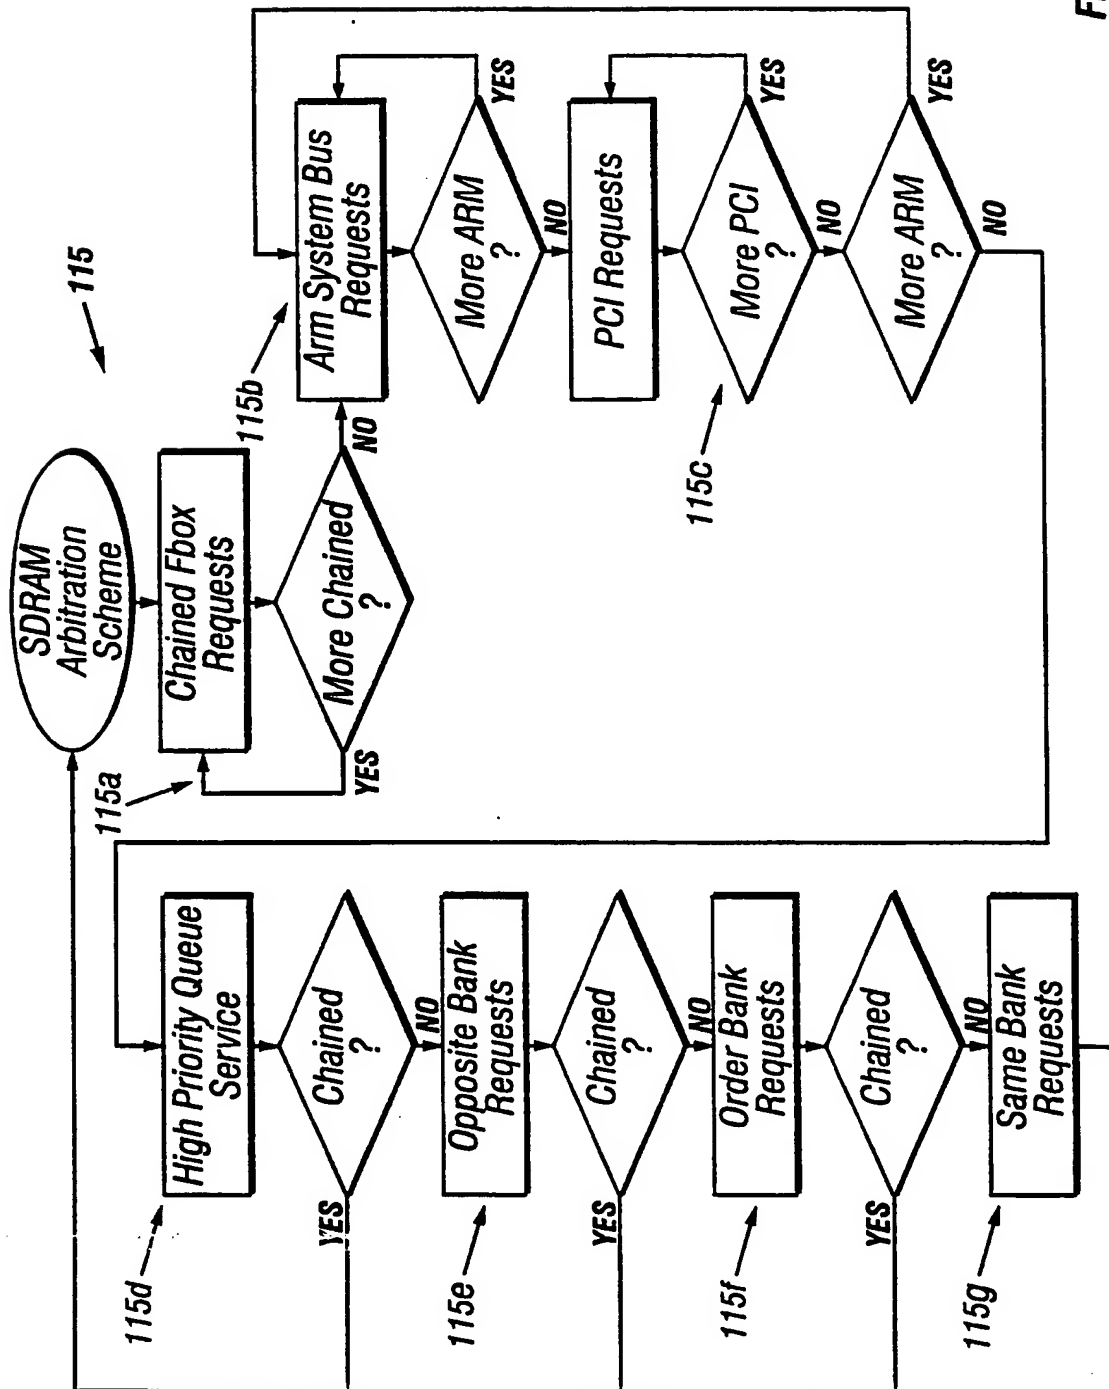 SDRAM
Arbitration
Scheme
115
Chained Fbox
Requests
115a
More Chained
?
YES
NO
115b
Arm System Bus
Requests
More ARM
?
YES
NO
PCI Requests
115c
More PCI
?
YES
NO
More ARM
?
YES
NO
115d
High Priority Queue
Service
Chained
?
YES
NO
115e
Opposite Bank
Requests
Chained
?
YES
NO
115f
Order Bank
Requests
Chained
?
YES
NO
115g
Same Bank
Requests